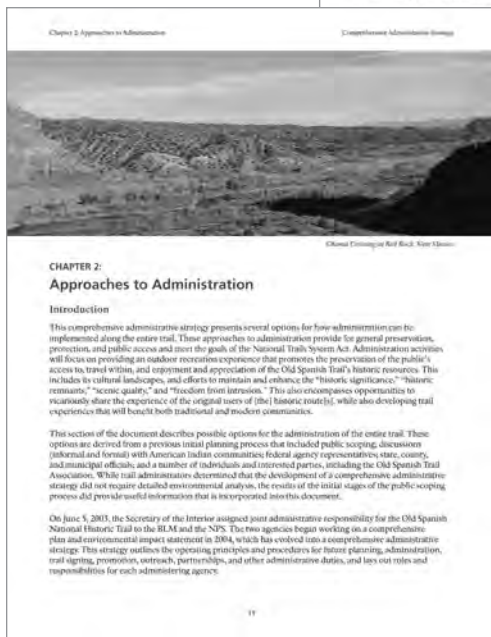 Chapter 2: Approaches to Administration
Comprehensive Administrative Strategy
Chama Crossing at Red Rock, New Mexico
CHAPTER 2:
Approaches to Administration
Introduction
This comprehensive administrative strategy presents several options for how administration can be
implemented along the entire trail. These approaches to administration provide for general preservation,
protection, and public access and meet the goals of the National Trails System Act. Administration activities
will focus on providing an outdoor recreation experience that promotes the preservation of the public's
access to, travel within, and enjoyment and appreciation of the Old Spanish Trail's historic resources. This
includes its cultural landscapes, and efforts to maintain and enhance the "historic significance," "historic
remnants," "scenic quality," and "freedom from intrusion." This also encompasses opportunities to
vicariously share the experience of the original users of [the] historic route[s], while also developing trail
experiences that will benefit both traditional and modern communities.
This section of the document describes possible options for the administration of the entire trail. These
options are derived from a previous initial planning process that included public scoping; discussions
(informal and formal) with American Indian communities; federal agency representatives; state, county,
and municipal officials; and a number of individuals and interested parties, including the Old Spanish Trail
Association. While trail administrators determined that the development of a comprehensive administrative
strategy did not require detailed environmental analysis, the results of the initial stages of the public scoping
process did provide useful information that is incorporated into this document.
On June 5, 2003, the Secretary of the Interior assigned joint administrative responsibility for the Old Spanish
National Historic Trail to the BLM and the NPS. The two agencies began working on a comprehensive
plan and environmental impact statement in 2004, which has evolved into a comprehensive administrative
strategy. This strategy outlines the operating principles and procedures for future planning, administration,
trail signing, promotion, outreach, partnerships, and other administrative duties, and lays out roles and
responsibilities for each administering agency.